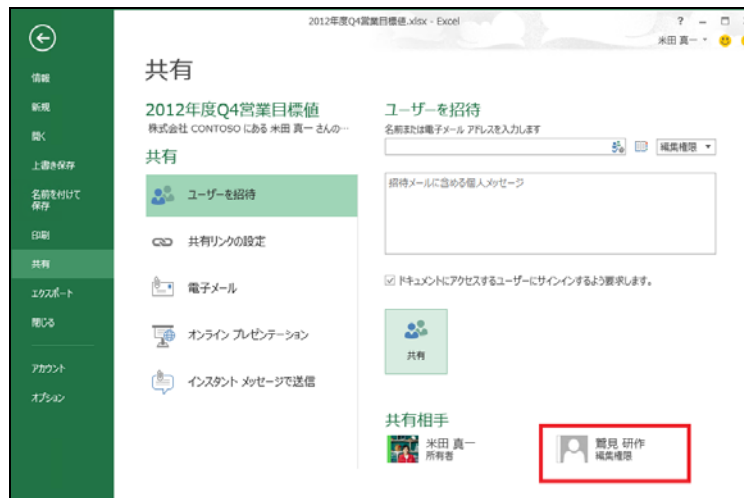 2012年度Q4営業目標値.xlsx - Excel
?
米田 真一
情報
新規
開く
上書き保存
名前を付けて
保存
印刷
共有
エクスポート
閉じる
アカウント
オプション
共有
2012年度Q4営業目標値
株式会社 CONTOSO にある 米田 真一 さんの…
共有
ユーザーを招待
共有リンクの設定
電子メール
オンライン プレゼンテーション
インスタント メッセージで送信
ユーザーを招待
名前または電子メール アドレスを入力します
編集権限
招待メールに含める個人メッセージ
ドキュメントにアクセスするユーザーにサインインするよう要求します。
共有
共有相手
米田 真一
所有者
鷲見 研作
編集権限